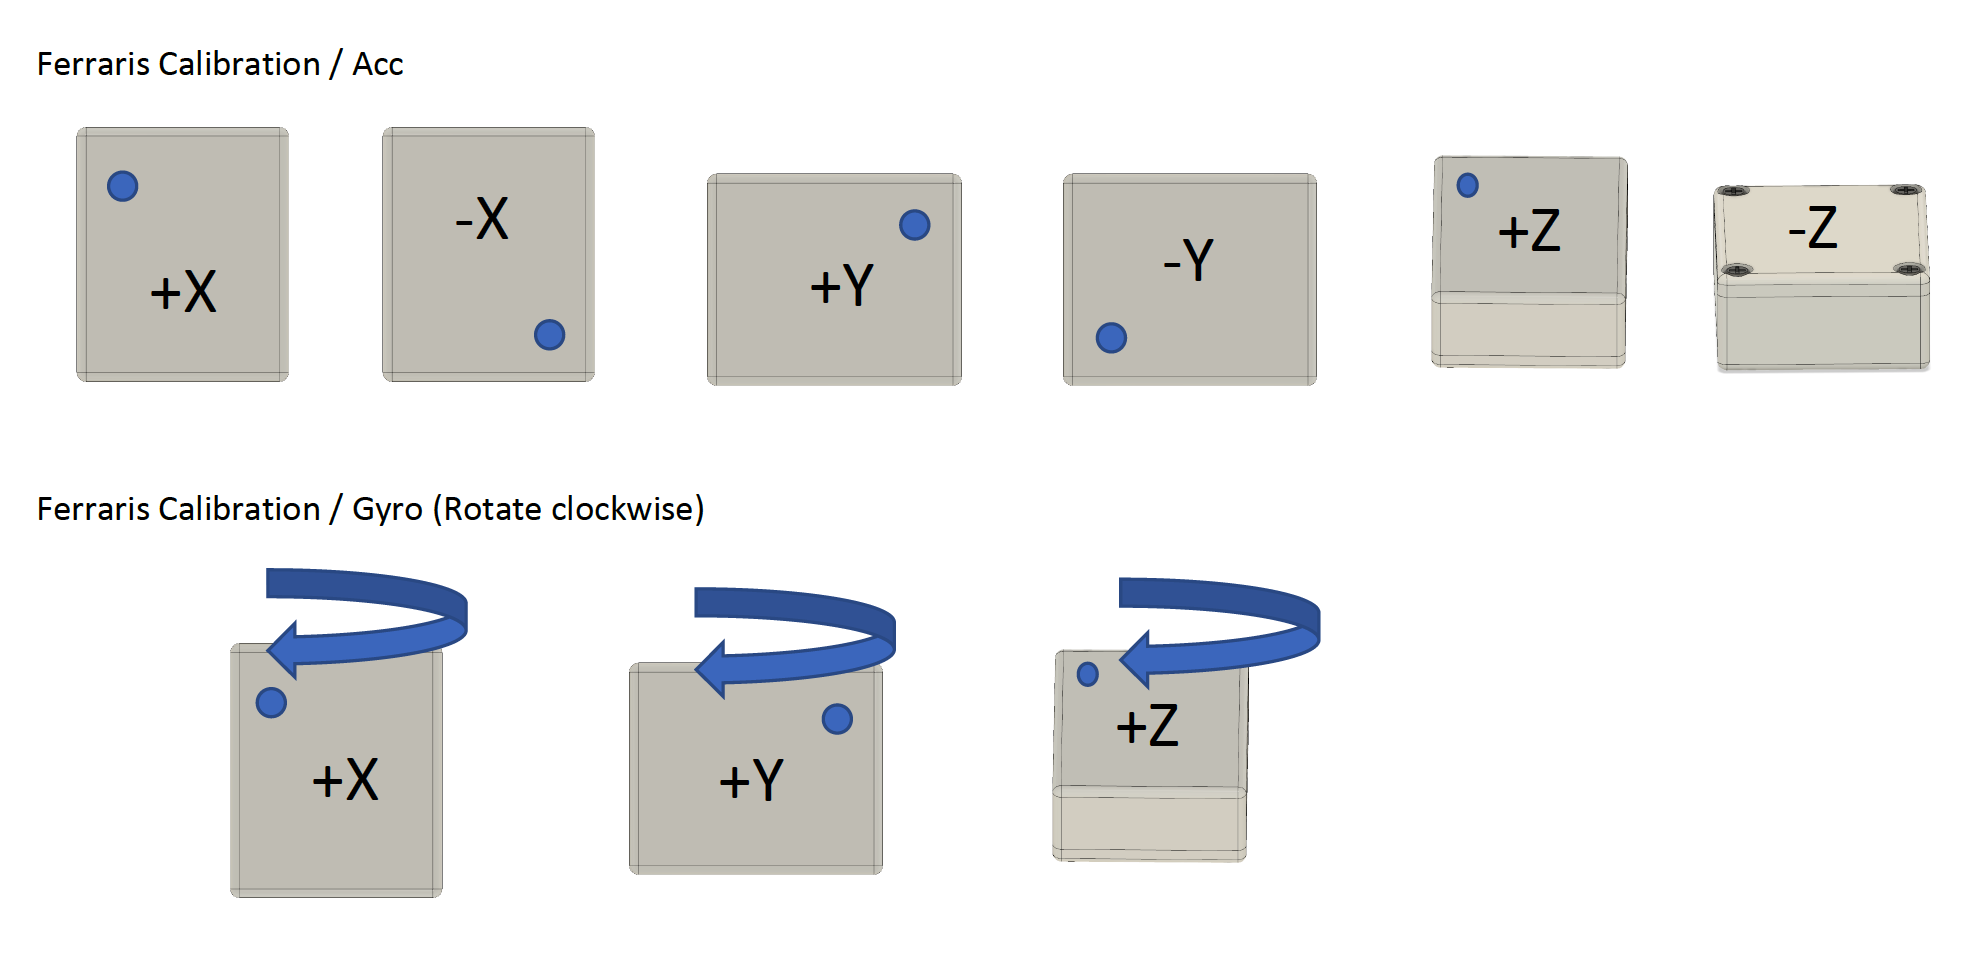 Ferraris Calibration / Acc
+X
-X
+Y
-Y
+Z
-Z
Ferraris Calibration / Gyro (Rotate clockwise)
+X
+Y
+Z